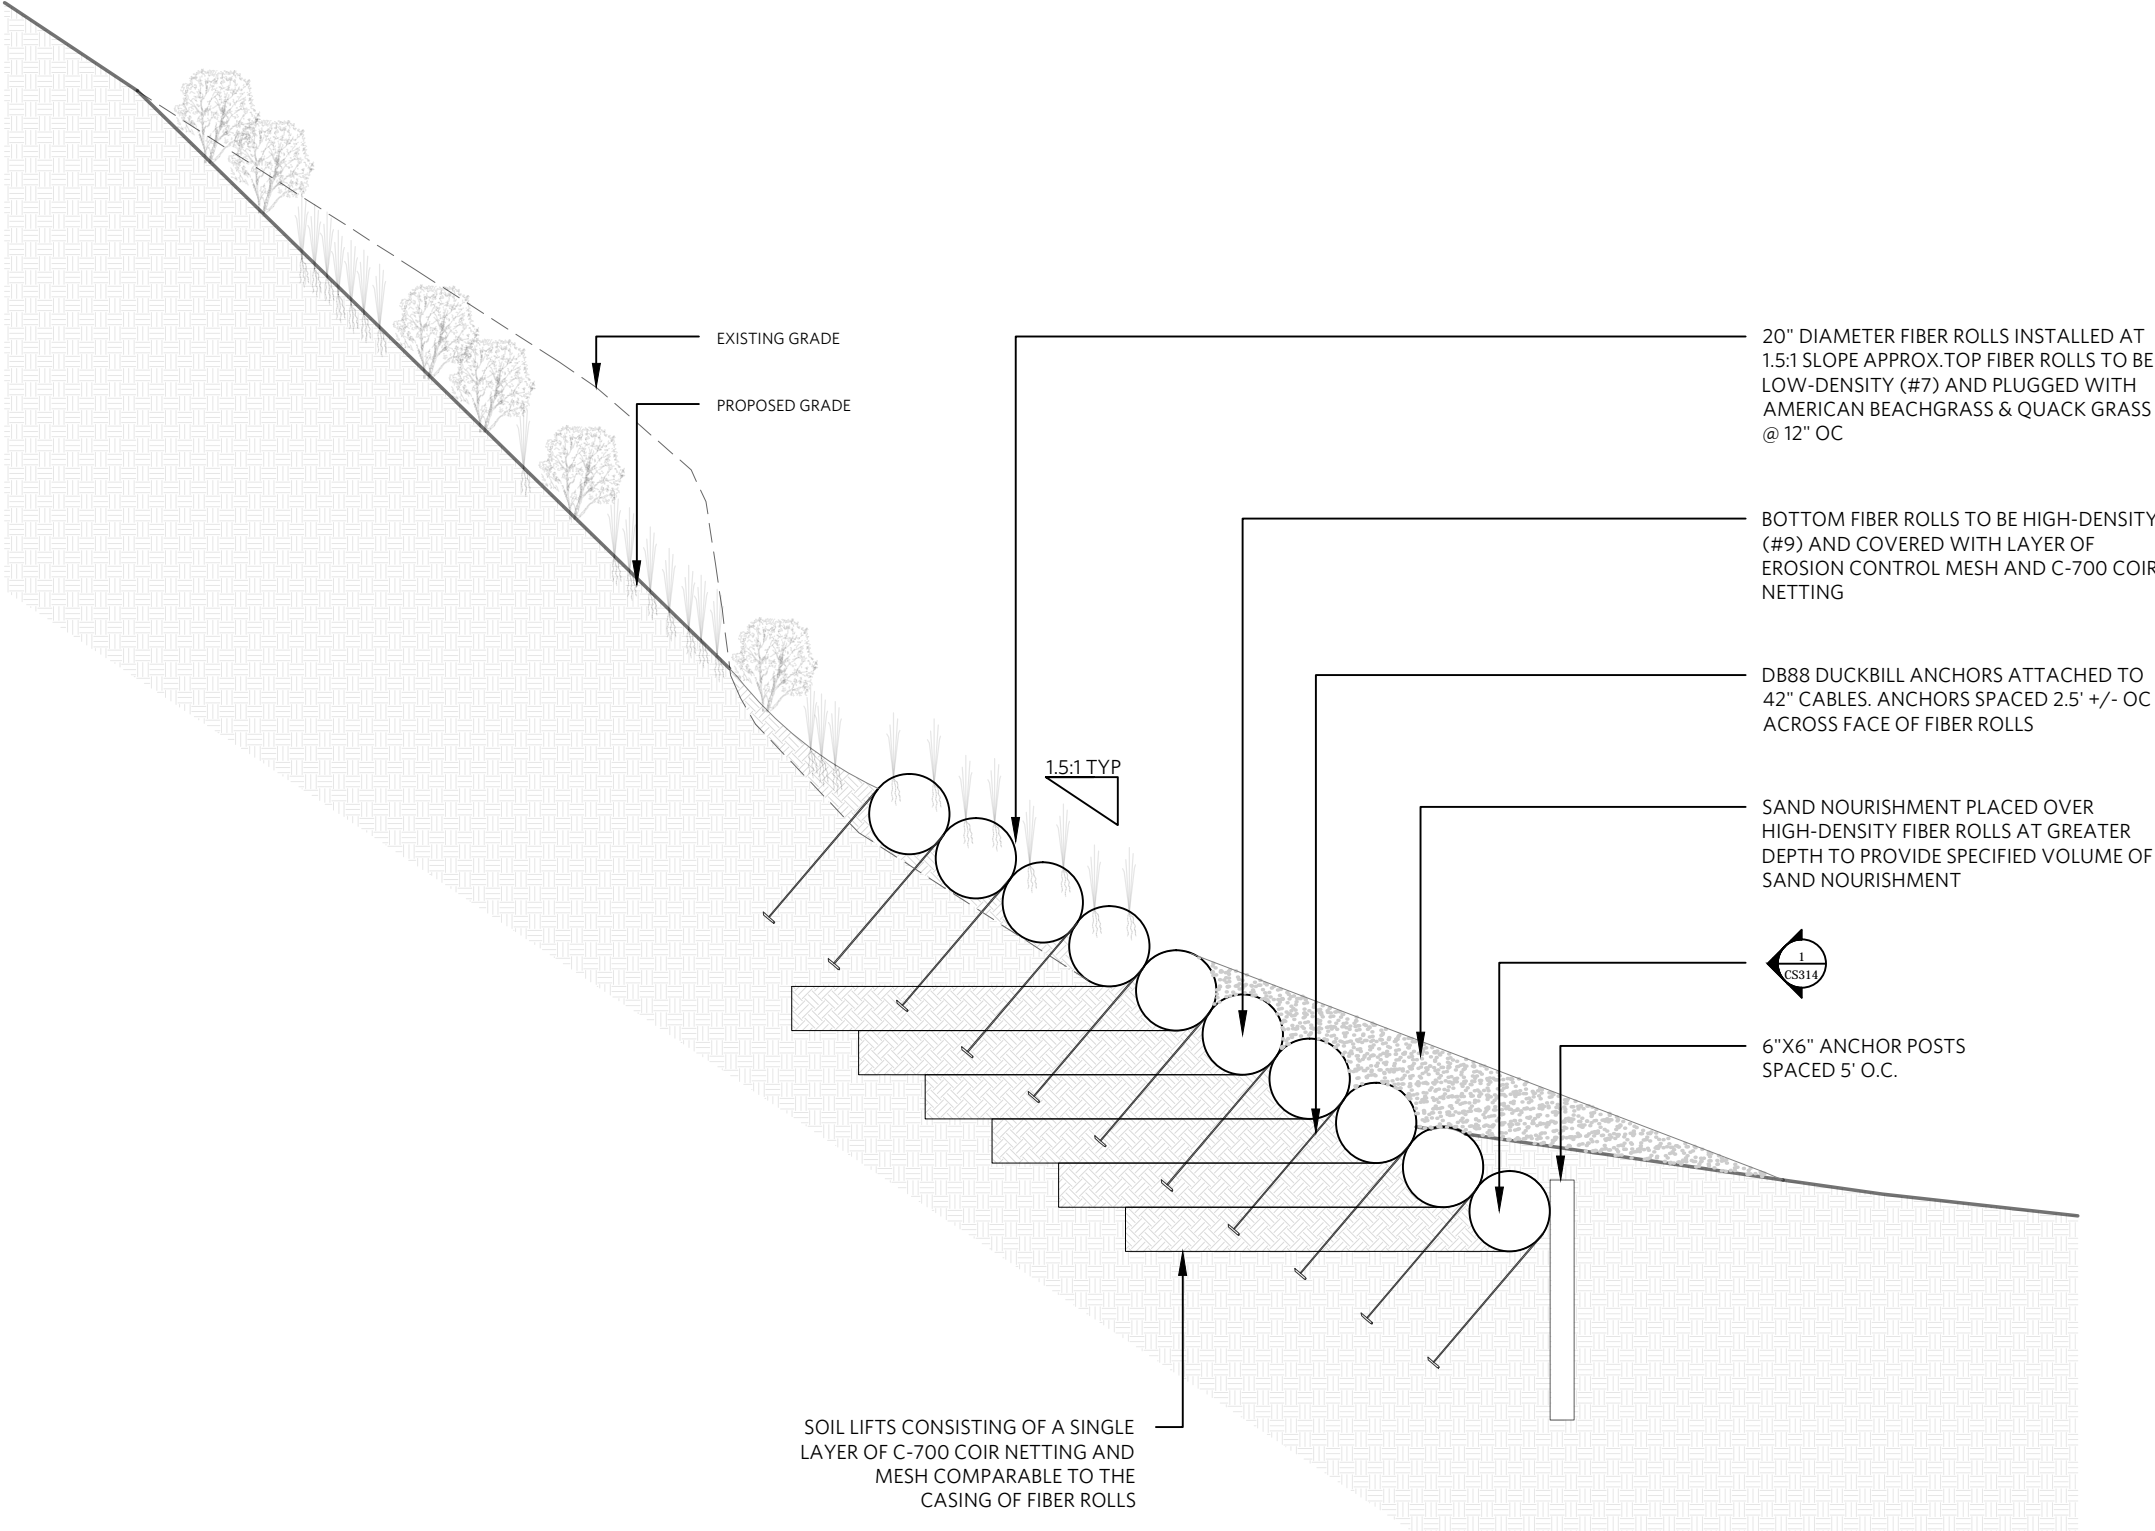 EXISTING GRADE
PROPOSED GRADE
20" DIAMETER FIBER ROLLS INSTALLED AT
1.5:1 SLOPE APPROX.TOP FIBER ROLLS TO BE
LOW-DENSITY (#7) AND PLUGGED WITH
AMERICAN BEACHGRASS & QUACK GRASS
@ 12" OC
BOTTOM FIBER ROLLS TO BE HIGH-DENSITY
(#9) AND COVERED WITH LAYER OF
EROSION CONTROL MESH AND C-700 COIR
NETTING
DB88 DUCKBILL ANCHORS ATTACHED TO
42" CABLES. ANCHORS SPACED 2.5' +/- OC
ACROSS FACE OF FIBER ROLLS
1.5:1 TYP
SAND NOURISHMENT PLACED OVER
HIGH-DENSITY FIBER ROLLS AT GREATER
DEPTH TO PROVIDE SPECIFIED VOLUME OF
SAND NOURISHMENT
1
CS314
6"X6" ANCHOR POSTS
SPACED 5' O.C.
SOIL LIFTS CONSISTING OF A SINGLE
LAYER OF C-700 COIR NETTING AND
MESH COMPARABLE TO THE
CASING OF FIBER ROLLS